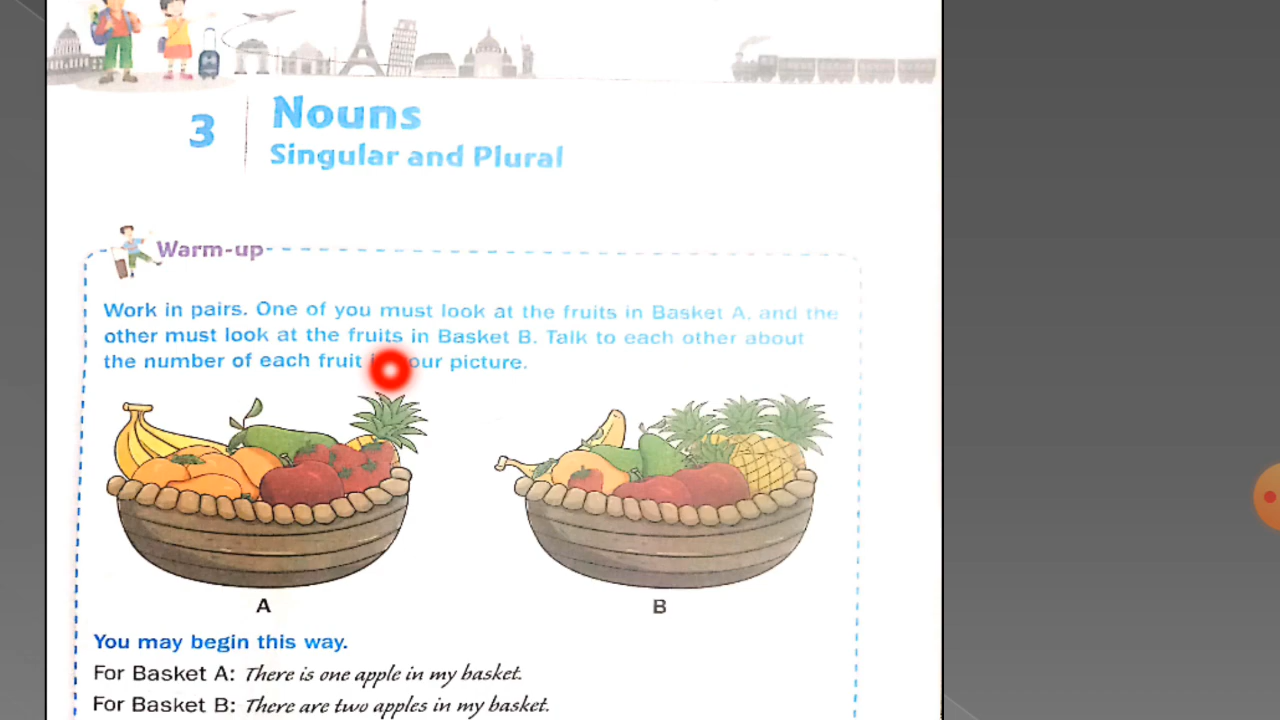 3
Nouns
Singular and Plural
Warm-up
Work in pairs. One of you must look at the fruits in Basket A, and the
other must look at the fruits in Basket B. Talk to each other about
the number of each fruit our picture.
A
B
You may begin this way.
For Basket A: There is one apple in my basket.
For Basket B: There are two apples in my basket.